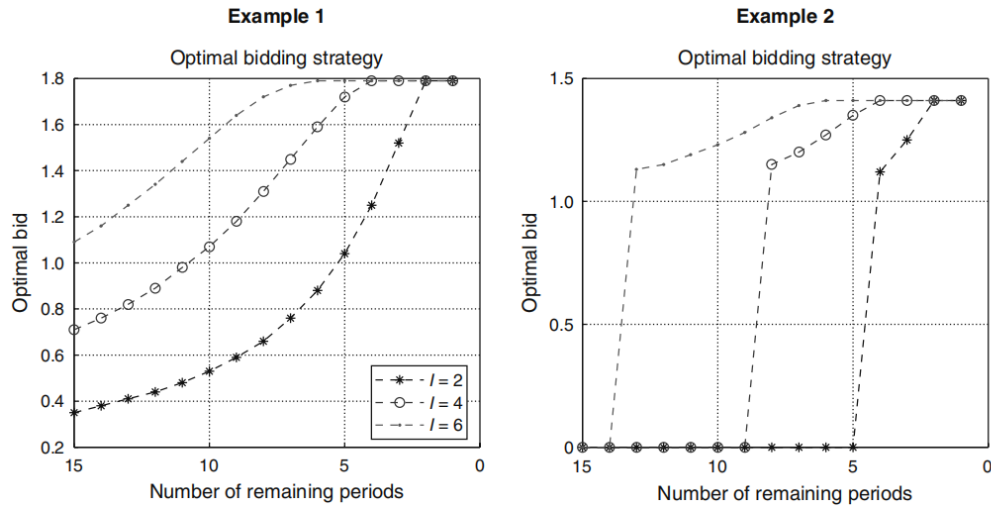 Example 1
Optimal bidding strategy
1.8
1.6
1.4
1.2
1.0
0.8
0.6
0.4
0.2
15
10
5
0
Optimal bid
Number of remaining periods
I = 2
I = 4
I = 6
Example 2
Optimal bidding strategy
1.5
1.0
0.5
0
15
10
5
0
Optimal bid
Number of remaining periods